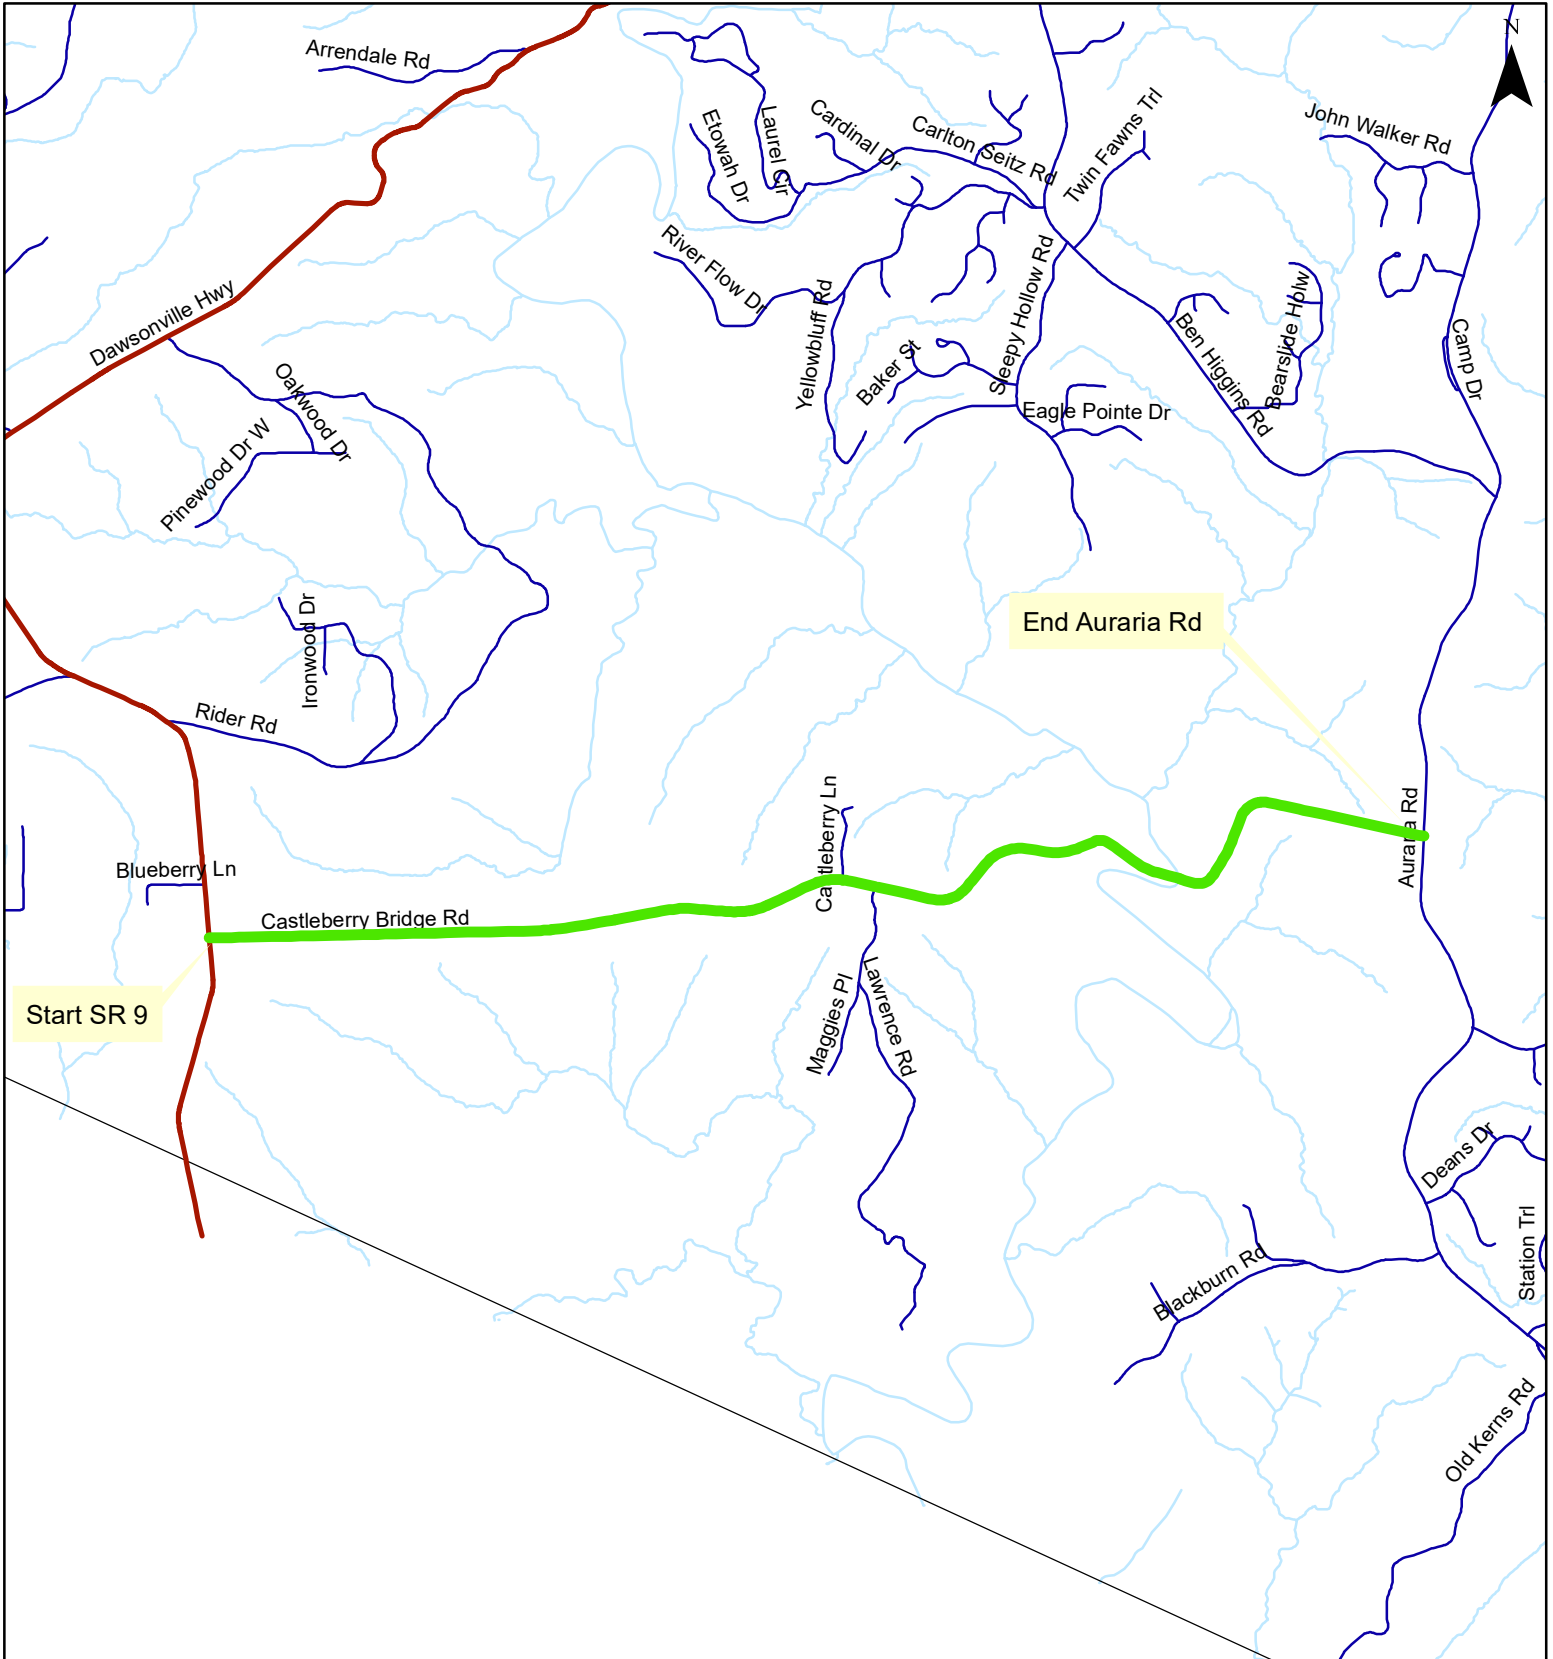 N
Arrendale Rd
Etowah Dr
Laurel Cir
Cardinal Dr
Carlton Seitz Rd
Twin Fawns Trl
John Walker Rd
River Flow Dr
Dawsonville Hwy
Yellowbluff Rd
Sleepy Hollow Rd
Ben Higgins Rd
Bearslide Holw
Camp Dr
Oakwood Dr
Baker St
Eagle Pointe Dr
Pinewood Dr W
Ironwood Dr
End Auraria Rd
Rider Rd
Castleberry Ln
Auraria Rd
Blueberry Ln
Castleberry Bridge Rd
Start SR 9
Maggies Pl
Lawrence Rd
Deans Dr
Station Trl
Blackburn Rd
Old Kerns Rd